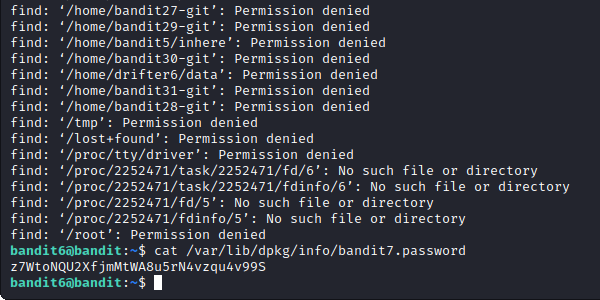 find: ‘/home/bandit27-git’: Permission denied
find: ‘/home/bandit29-git’: Permission denied
find: ‘/home/bandit5/inhere’: Permission denied
find: ‘/home/bandit30-git’: Permission denied
find: ‘/home/drifter6/data’: Permission denied
find: ‘/home/bandit31-git’: Permission denied
find: ‘/home/bandit28-git’: Permission denied
find: ‘/tmp’: Permission denied
find: ‘/lost+found’: Permission denied
find: ‘/proc/tty/driver’: Permission denied
find: ‘/proc/2252471/task/2252471/fd/6’: No such file or directory
find: ‘/proc/2252471/task/2252471/fdinfo/6’: No such file or directory
find: ‘/proc/2252471/fd/5’: No such file or directory
find: ‘/proc/2252471/fdinfo/5’: No such file or directory
find: ‘/root’: Permission denied
bandit6@bandit:~$ cat /var/lib/dpkg/info/bandit7.password
z7WtoNQU2XfjmMtWA8u5rN4vzqu4v99S
bandit6@bandit:~$